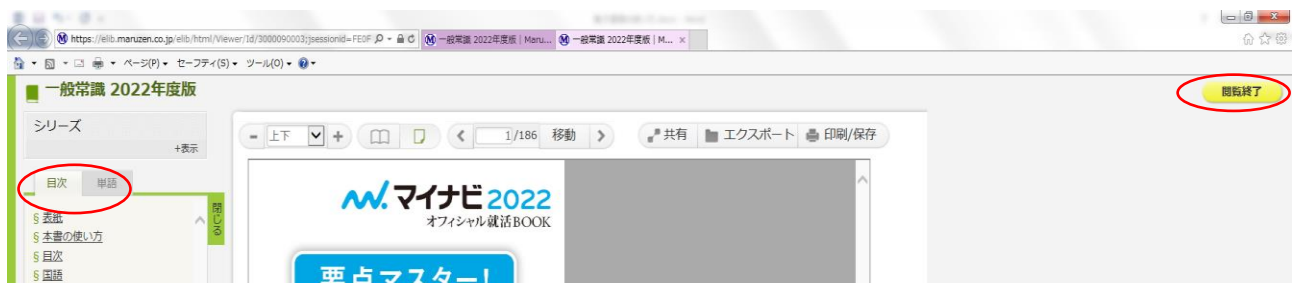 https://elib.maruzen.co.jp/elib/html/Viewer/Id/3000090003;jsessionid=FE0F
一般常識 2022年度版 | Maru...
一般常識 2022年度版 | M... ×
ページ(P) セーフティ(S) ツール(O)
一般常識 2022年度版
閲覧終了
シリーズ
+表示
- 上下 + 1/186 移動 共有 エクスポート 印刷/保存
目次 単語
閉じる
§ 表紙
§ 本書の使い方
§ 目次
§ 国語
マイナビ 2022
オフィシャル就活BOOK
要点マスター!